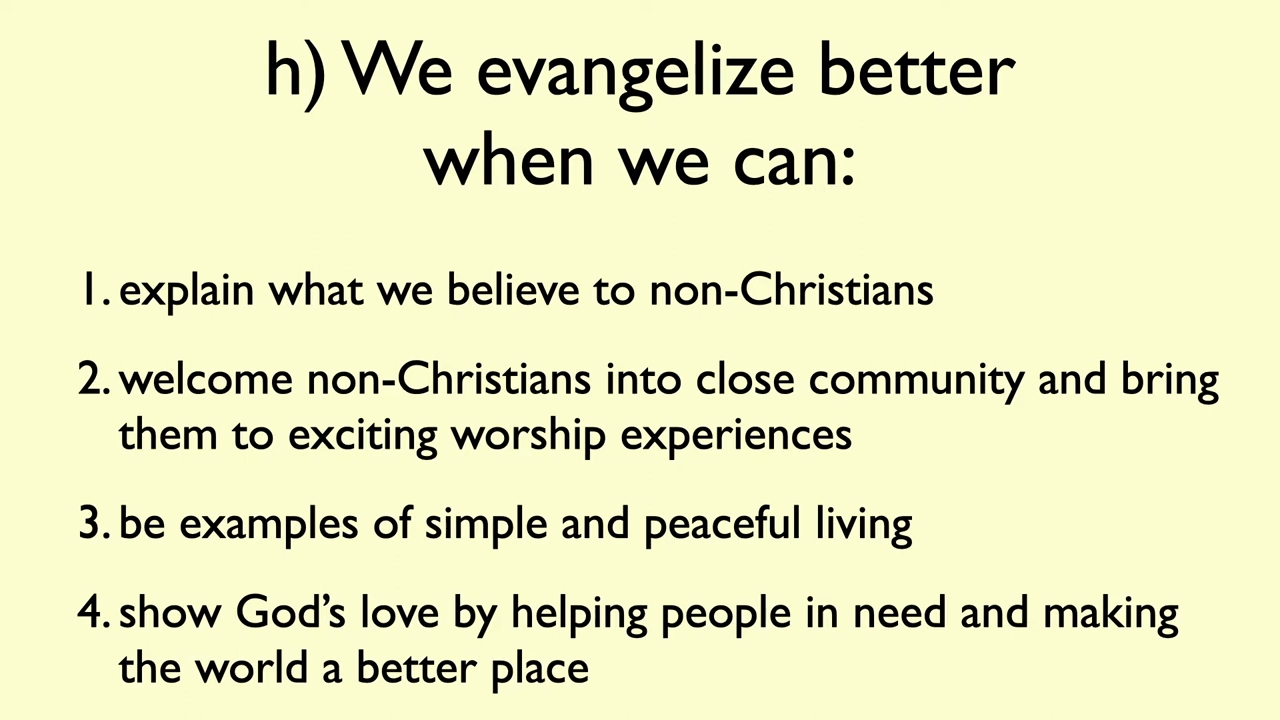 h) We evangelize better
when we can:
1. explain what we believe to non-Christians
2. welcome non-Christians into close community and bring
them to exciting worship experiences
3. be examples of simple and peaceful living
4. show God’s love by helping people in need and making
the world a better place